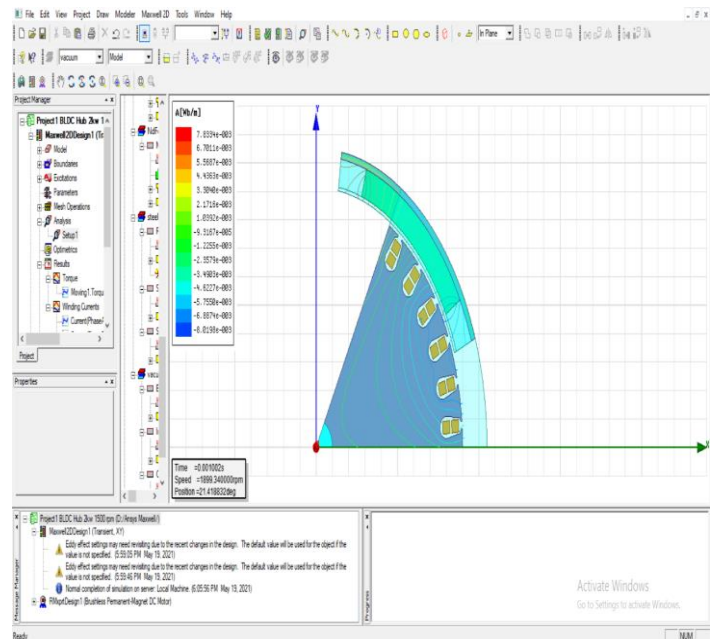 File Edit View Project Draw Modeler Maxwell 2D Tools Window Help
In Plane
vacuum Model
Project Manager
Project1 BLDC Hub 2kw 1
Maxwell2DDesign1 (Tr
Model
Boundaries
Excitations
Parameters
Mesh Operations
Analysis
Setup1
Optimetrics
Results
Torque
Moving1.Torqu
Winding Currents
Project
Properties
steel
A[Wb/m]
7.8334e-003
6.7011e-003
5.5687e-003
4.4363e-003
3.3040e-003
2.1716e-003
1.0392e-003
-9.3167e-005
-1.2255e-003
-2.3579e-003
-3.4903e-003
-4.6227e-003
-5.7550e-003
-6.8874e-003
-8.0198e-003
Y
X
Time =0.001002s
Speed =1899.340000rpm
Position =21.418832deg
Message Manager
Project1 BLDC Hub 2kw 1500 rpm (D:/Ansys Maxwell/)
Maxwell2DDesign1 (Transient, XY)
Eddy effect settings may need revisiting due to the recent changes in the design. The default value will be used for the object if the
value is not specified. (5:59:05 PM May 19, 2021)
Eddy effect settings may need revisiting due to the recent changes in the design. The default value will be used for the object if the
value is not specified. (5:59:46 PM May 19, 2021)
Normal completion of simulation on server: Local Machine. (6:05:56 PM May 19, 2021)
RMxprtDesign1 (Brushless Permanent-Magnet DC Motor)
Progress
Activate Windows
Go to Settings to activate Windows.
Ready
NUM